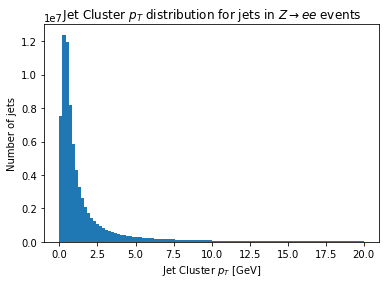 1e7 Jet Cluster $p_T$ distribution for jets in $Z \rightarrow ee$ events
1.2
1.0
0.8
0.6
0.4
0.2
0.0
Number of jets
0.0 2.5 5.0 7.5 10.0 12.5 15.0 17.5 20.0
Jet Cluster $p_T$ [GeV]